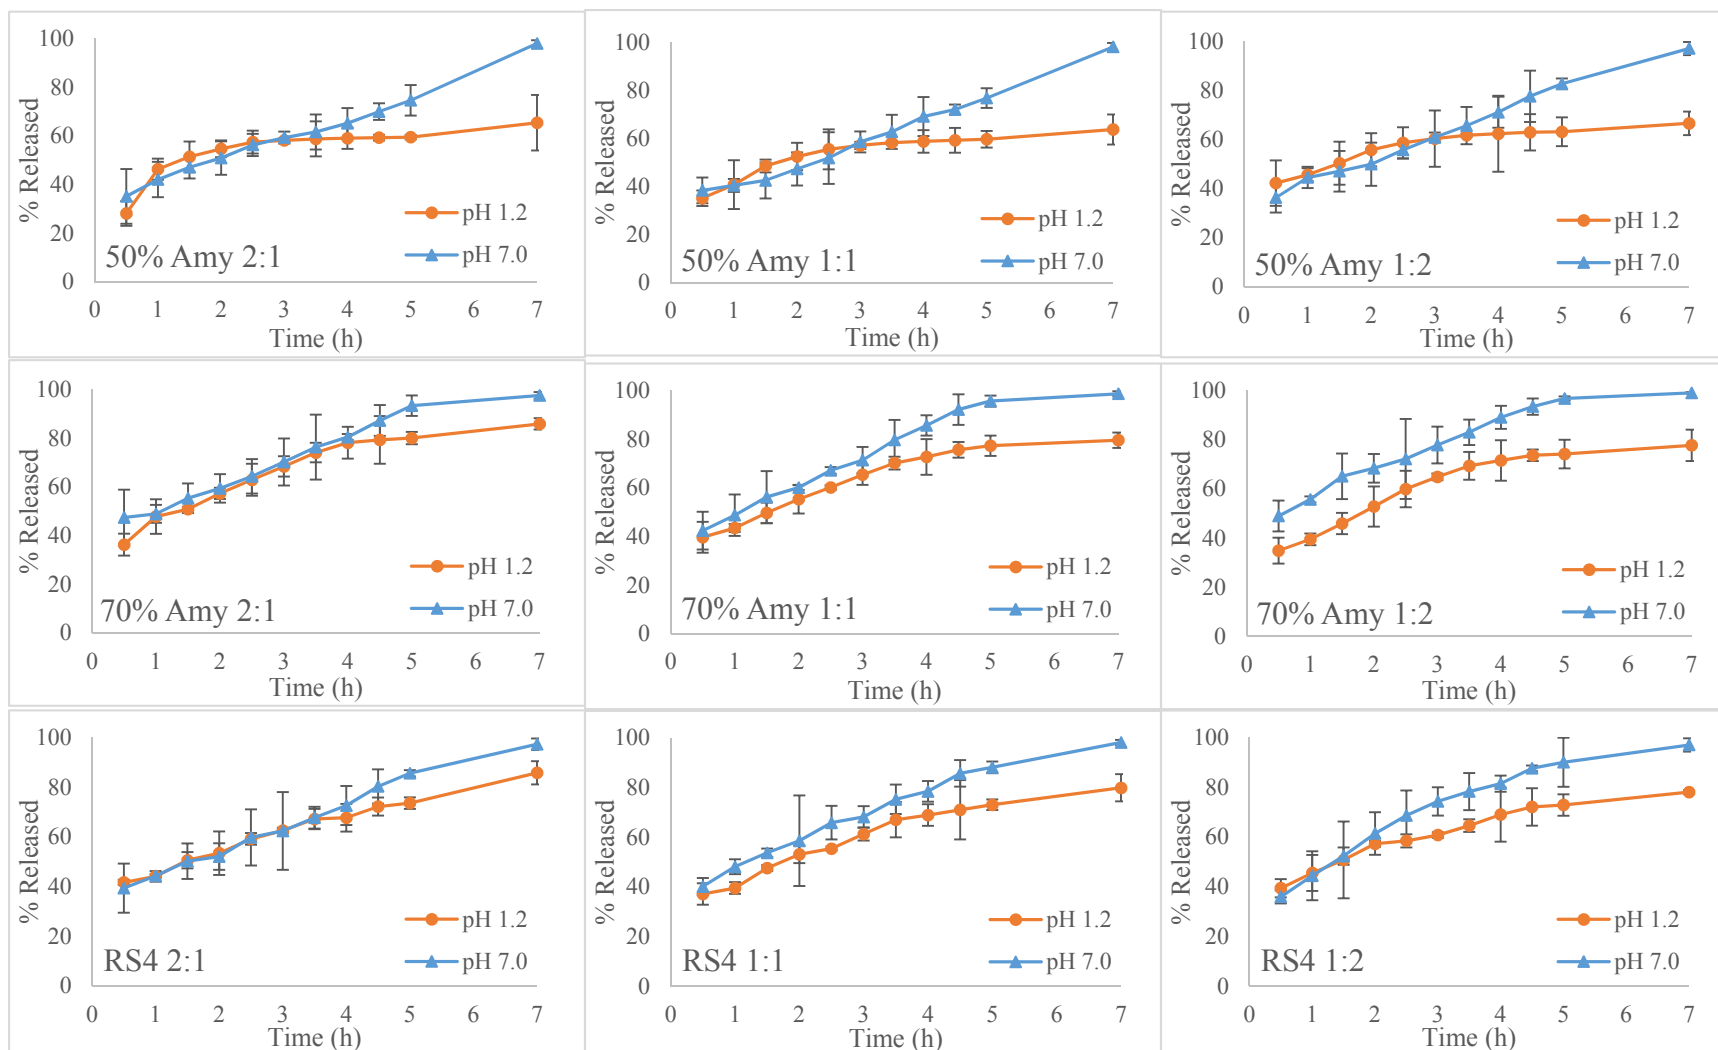 100
80
60
40
20
0
% Released
pH 1.2
pH 7.0
50% Amy 2:1
0 1 2 3 4 5 6 7
Time (h)
100
80
60
40
20
0
% Released
pH 1.2
pH 7.0
50% Amy 1:1
0 1 2 3 4 5 6 7
Time (h)
100
80
60
40
20
0
% Released
pH 1.2
pH 7.0
50% Amy 1:2
0 1 2 3 4 5 6 7
Time (h)
100
80
60
40
20
0
% Released
pH 1.2
pH 7.0
70% Amy 2:1
0 1 2 3 4 5 6 7
Time (h)
100
80
60
40
20
0
% Released
pH 1.2
pH 7.0
70% Amy 1:1
0 1 2 3 4 5 6 7
Time (h)
100
80
60
40
20
0
% Released
pH 1.2
pH 7.0
70% Amy 1:2
0 1 2 3 4 5 6 7
Time (h)
100
80
60
40
20
0
% Released
pH 1.2
pH 7.0
RS4 2:1
0 1 2 3 4 5 6 7
Time (h)
100
80
60
40
20
0
% Released
pH 1.2
pH 7.0
RS4 1:1
0 1 2 3 4 5 6 7
Time (h)
100
80
60
40
20
0
% Released
pH 1.2
pH 7.0
RS4 1:2
0 1 2 3 4 5 6 7
Time (h)